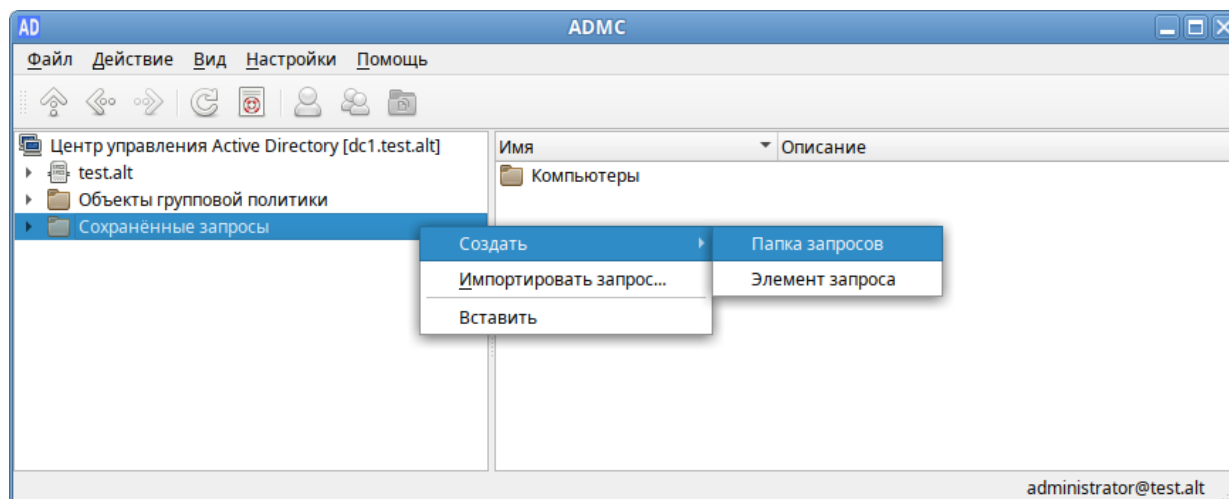 AD ADMC
Файл Действие Вид Настройки Помощь
Центр управления Active Directory [dc1.test.alt]
test.alt
Объекты групповой политики
Сохранённые запросы
Имя Описание
Компьютеры
Создать
Импортировать запрос...
Вставить
Папка запросов
Элемент запроса
administrator@test.alt